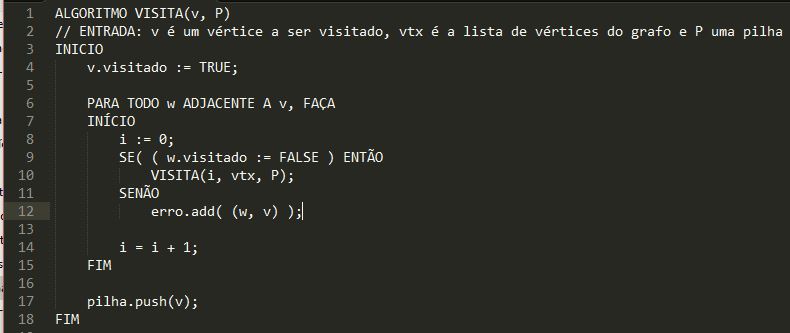 1 ALGORITMO VISITA(v, P)
2 // ENTRADA: v é um vértice a ser visitado, vtx é a lista de vértices do grafo e P uma pilha
3 INICIO
4 v.visitado := TRUE;
5
6 PARA TODO w ADJACENTE A v, FAÇA
7 INÍCIO
8 i := 0;
9 SE( ( w.visitado := FALSE ) ENTÃO
10 VISITA(i, vtx, P);
11 SENÃO
12 erro.add( (w, v) );
13
14 i = i + 1;
15 FIM
16
17 pilha.push(v);
18 FIM